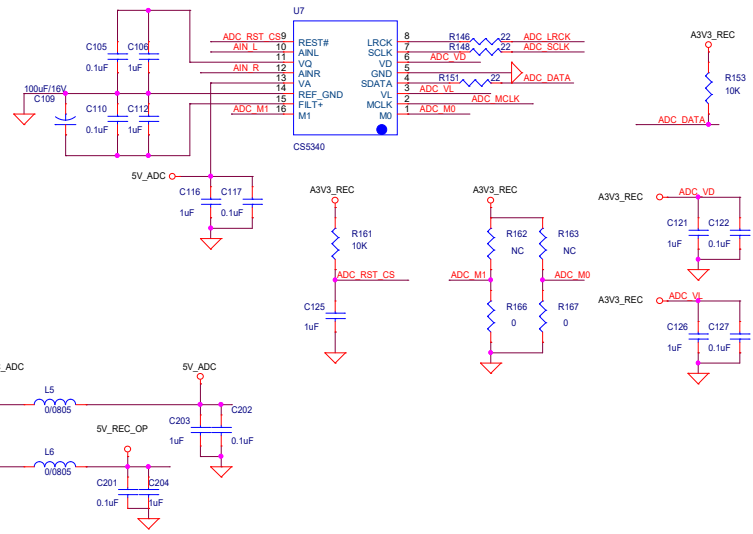 U7
ADC_RST_CS 9 REST# LRCK 8 R146 22 ADC_LRCK
AIN_L 10 AINL SCLK 7 R148 22 ADC_SCLK
11 VQ VD 6 ADC_VD
AIN_R 12 AINR GND 5
13 VA SDATA 4 R151 22 ADC_DATA
14 REF_GND VL 3 ADC_VL
15 FILT+ MCLK 2 ADC_MCLK
ADC_M1 16 M1 M0 1 ADC_M0
CS5340
C105 C106
0.1uF 1uF
100uF/16V
C109
C110 C112
0.1uF 1uF
A3V3_REC
R153
10K
ADC_DATA
5V_ADC
C116 C117
1uF 0.1uF
A3V3_REC
R161
10K
ADC_RST_CS
C125
1uF
A3V3_REC
R162 R163
NC NC
ADC_M1 ADC_M0
R166 R167
0 0
A3V3_REC ADC_VD
C121 C122
1uF 0.1uF
A3V3_REC ADC_VL
C126 C127
1uF 0.1uF
_ADC
L5
0/0805
5V_ADC
C203 C202
1uF 0.1uF
L6
0/0805
5V_REC_OP
C201 C204
0.1uF 1uF